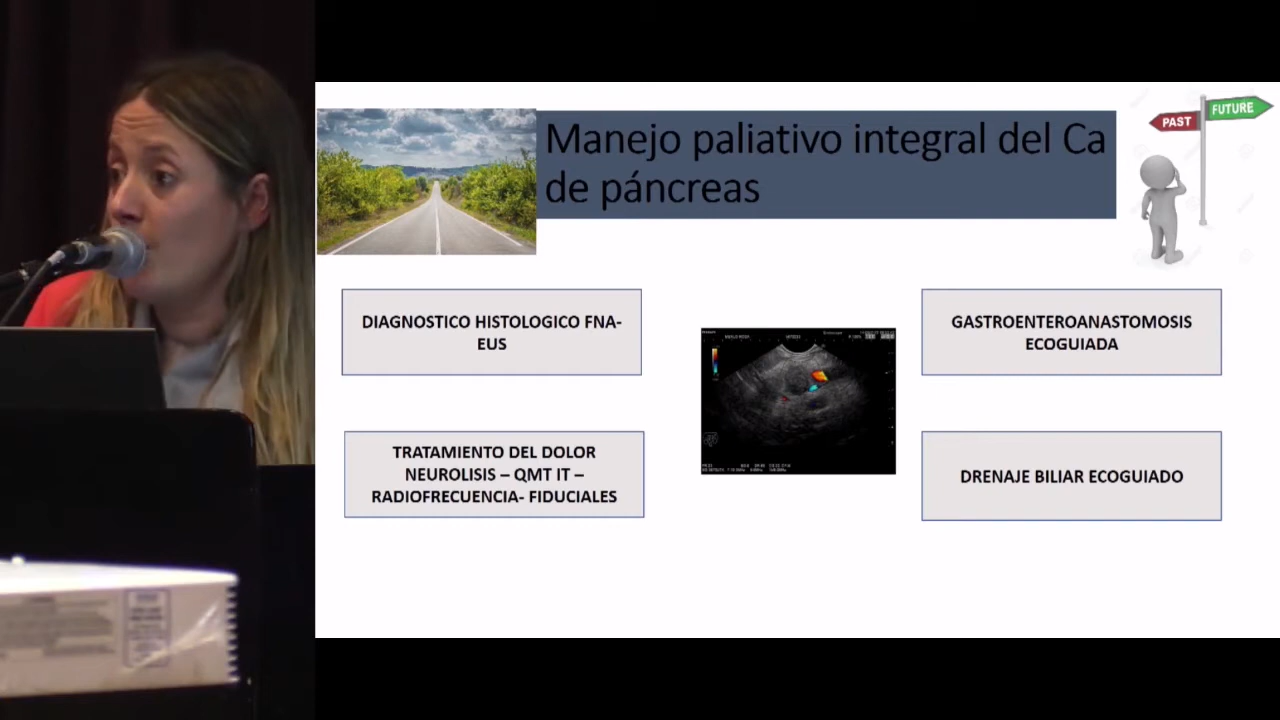 Manejo paliativo integral del Ca
de páncreas
PAST
FUTURE
DIAGNOSTICO HISTOLOGICO FNA-
EUS
GASTROENTEROANASTOMOSIS
ECOGUIADA
TRATAMIENTO DEL DOLOR
NEUROLISIS – QMT IT –
RADIOFRECUENCIA- FIDUCIALES
DRENAJE BILIAR ECOGUIADO